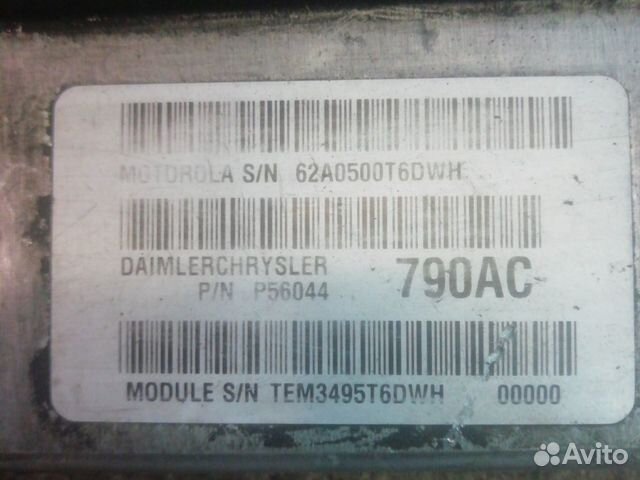 MOTOROLA S/N 62A0500T6DWH
DAIMLERCHRYSLER 790AC
P/N P56044
MODULE S/N TEM3495T6DWH 00000
Avito